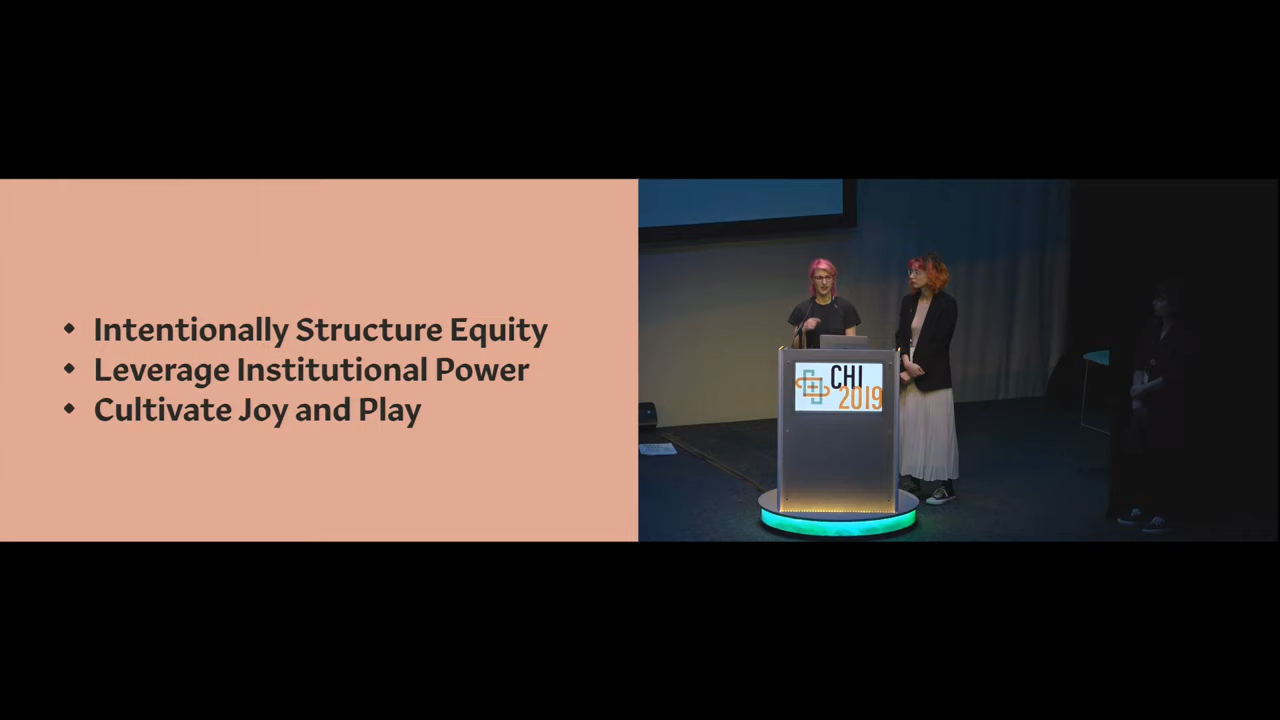 Intentionally Structure Equity
Leverage Institutional Power
Cultivate Joy and Play
CHI
2019